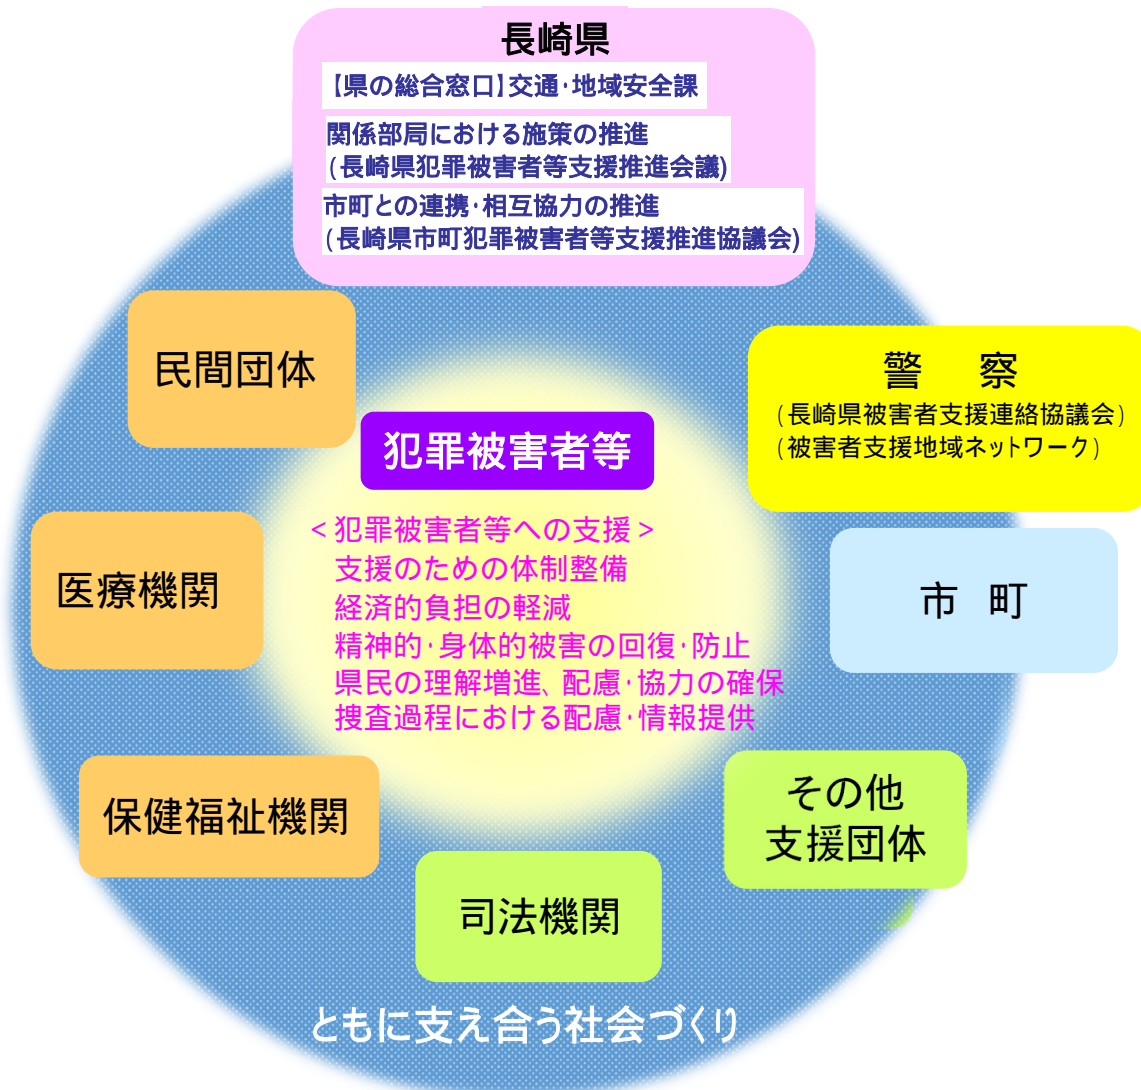 長崎県
【県の総合窓口】交通・地域安全課
関係部局における施策の推進
(長崎県犯罪被害者等支援推進会議)
市町との連携・相互協力の推進
(長崎県市町犯罪被害者等支援推進協議会)
民間団体
警　察
(長崎県被害者支援連絡協議会)
(被害者支援地域ネットワーク)
犯罪被害者等
<犯罪被害者等への支援>
支援のための体制整備
経済的負担の軽減
精神的・身体的被害の回復・防止
県民の理解増進、配慮・協力の確保
捜査過程における配慮・情報提供
医療機関
市 町
保健福祉機関
その他
支援団体
司法機関
ともに支え合う社会づくり